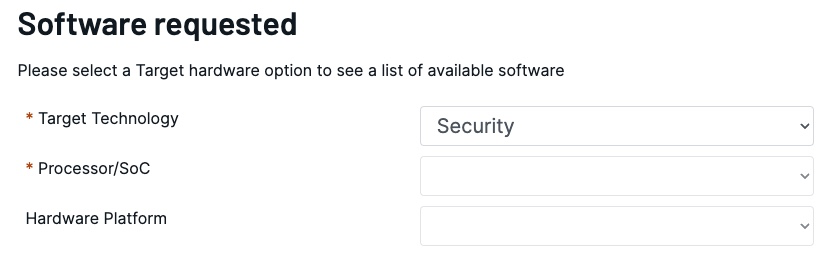 Software requested
Please select a Target hardware option to see a list of available software
* Target Technology
Security
* Processor/SoC
Hardware Platform